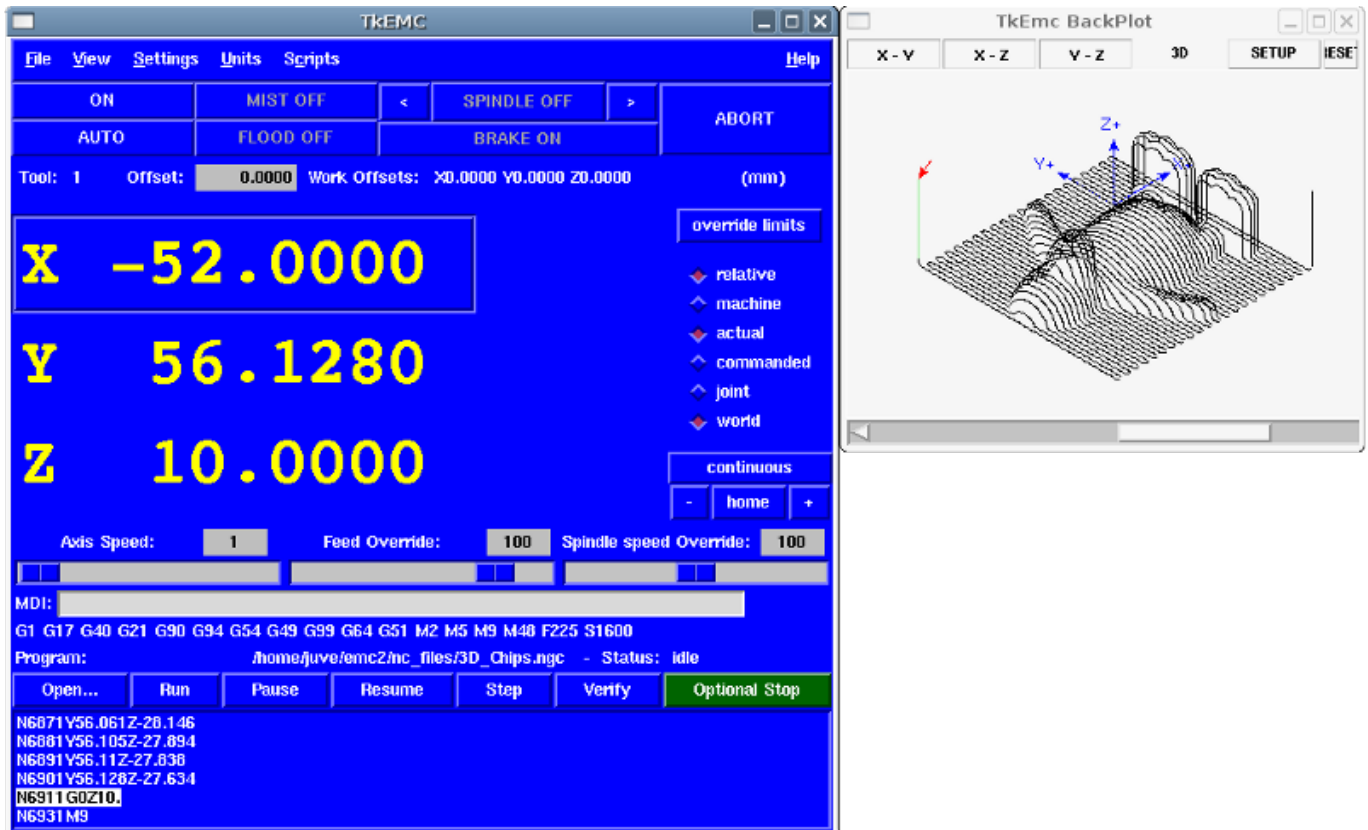 TkEMC
File View Settings Units Scripts Help
ON MIST OFF < SPINDLE OFF > ABORT
AUTO FLOOD OFF BRAKE ON
Tool: 1 Offset: 0.0000 Work Offsets: X0.0000 Y0.0000 Z0.0000 (mm)
override limits
X -52.0000
relative
machine
Y 56.1280
actual
commanded
joint
world
Z 10.0000
continuous
- home +
Axis Speed: 1 Feed Override: 100 Spindle speed Override: 100
MDI:
G1 G17 G40 G21 G90 G94 G54 G49 G99 G64 G51 M2 M5 M9 M48 F225 S1600
Program: /home/juve/emc2/nc_files/3D_Chips.ngc - Status: idle
Open... Run Pause Resume Step Verify Optional Stop
N6871Y56.061Z-28.146
N6881Y56.105Z-27.894
N6891Y56.11Z-27.838
N6901Y56.128Z-27.634
N6911G0Z10.
N6931M9
TkEmc BackPlot
X - Y X - Z Y - Z 3D SETUP
Z+
Y+
X+